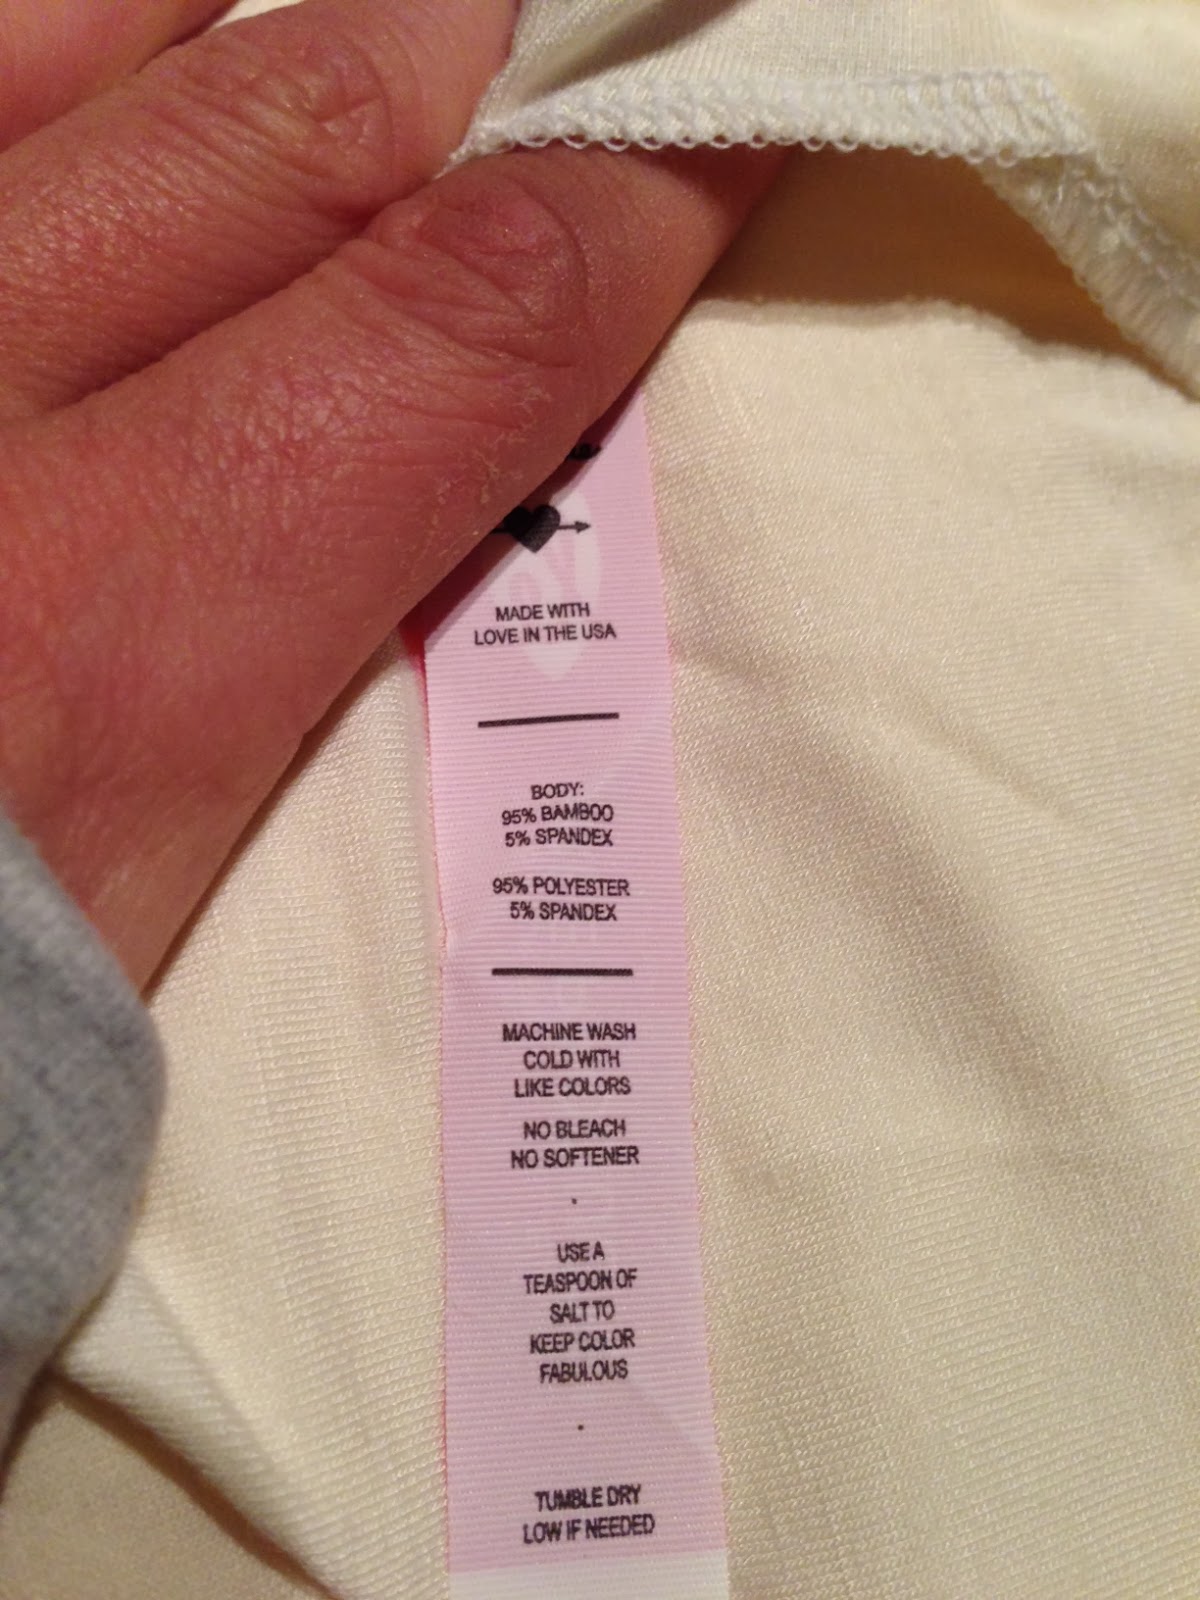 MADE WITH
LOVE IN THE USA
BODY:
95% BAMBOO
5% SPANDEX
95% POLYESTER
5% SPANDEX
MACHINE WASH
COLD WITH
LIKE COLORS
NO BLEACH
NO SOFTENER
.
USE A
TEASPOON OF
SALT TO
KEEP COLOR
FABULOUS
.
TUMBLE DRY
LOW IF NEEDED